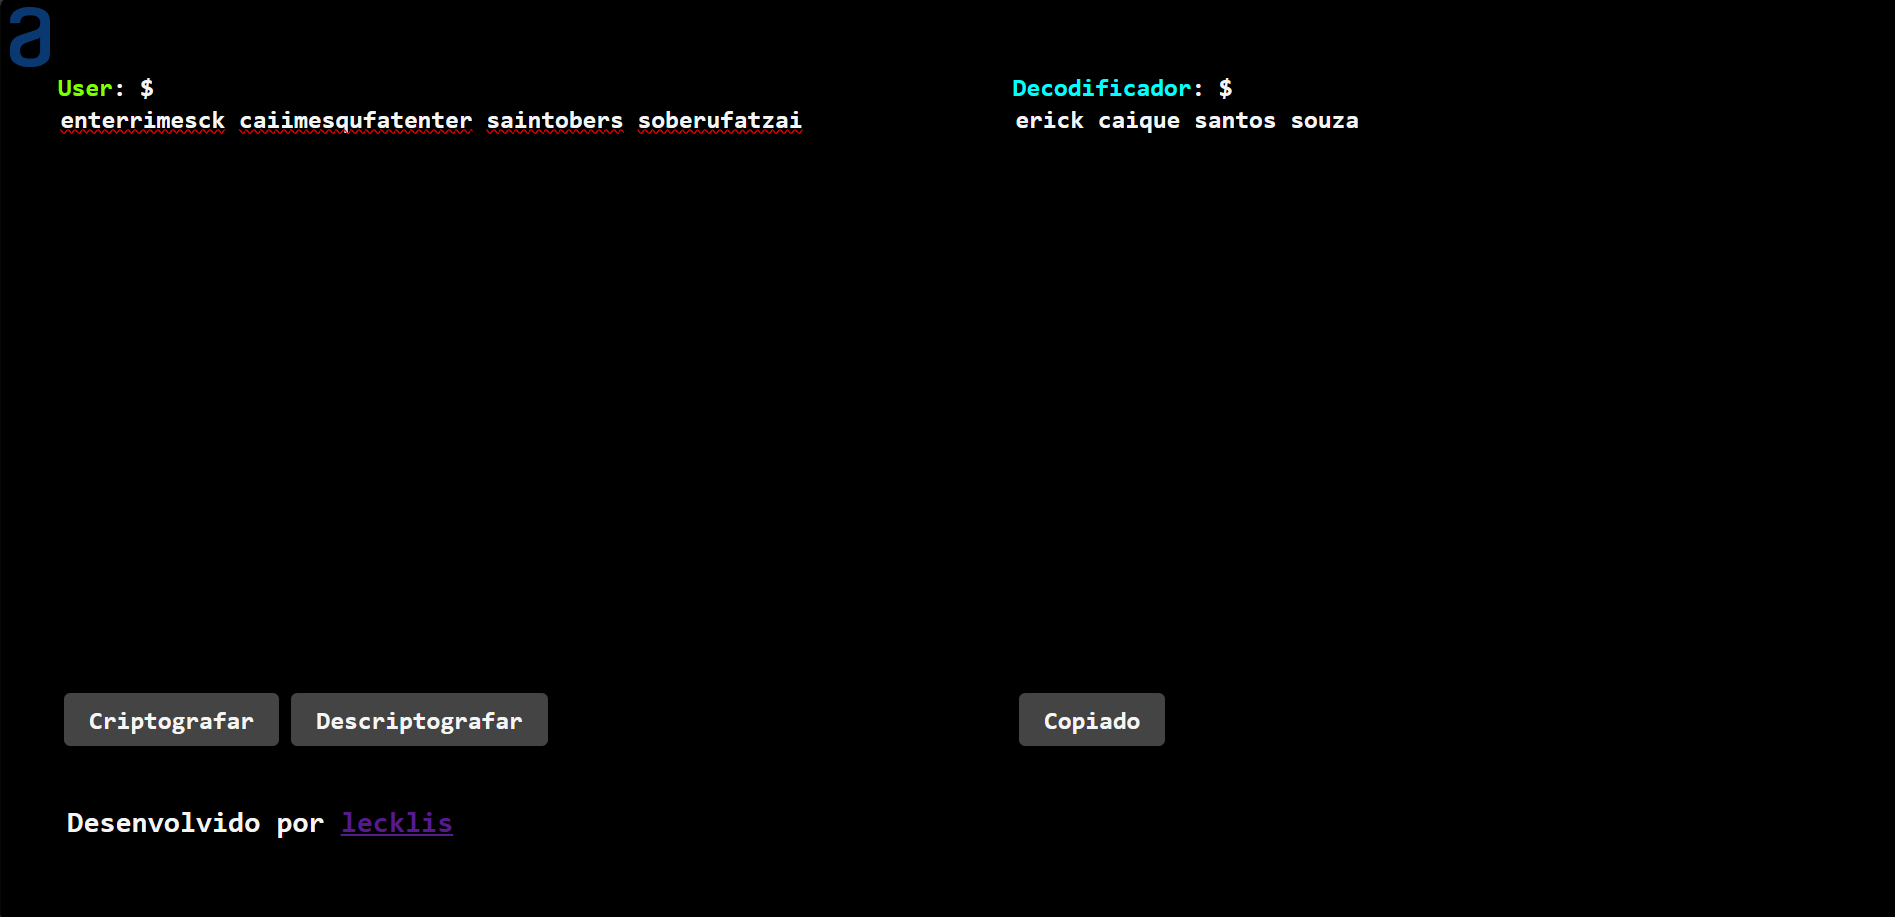 a
User: $
enterrimesck caiimesqufatenter saintobers soberufatzai
Decodificador: $
erick caique santos souza
Criptografar
Descriptografar
Copiado
Desenvolvido por lecklis